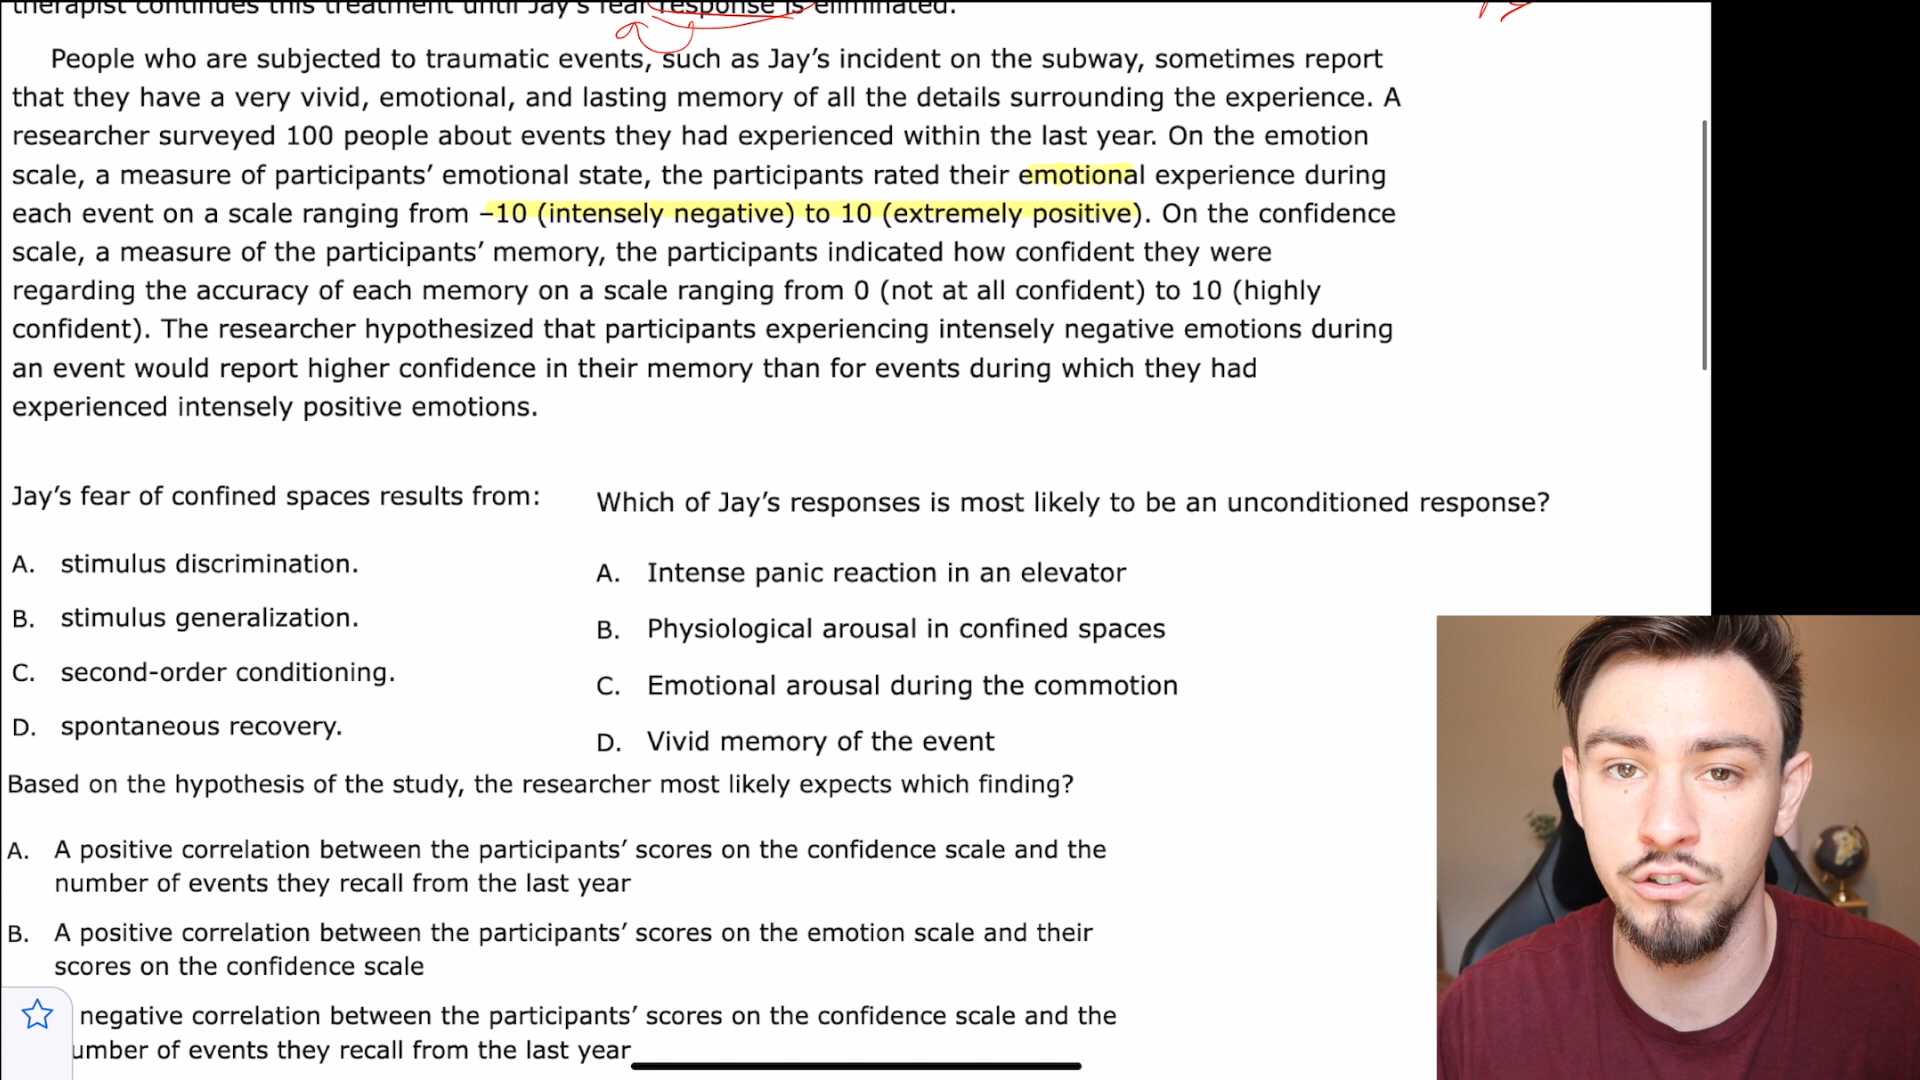 therapist continues this treatment until Jay's fear response is eliminated.
People who are subjected to traumatic events, such as Jay’s incident on the subway, sometimes report
that they have a very vivid, emotional, and lasting memory of all the details surrounding the experience. A
researcher surveyed 100 people about events they had experienced within the last year. On the emotion
scale, a measure of participants’ emotional state, the participants rated their emotional experience during
each event on a scale ranging from –10 (intensely negative) to 10 (extremely positive). On the confidence
scale, a measure of the participants’ memory, the participants indicated how confident they were
regarding the accuracy of each memory on a scale ranging from 0 (not at all confident) to 10 (highly
confident). The researcher hypothesized that participants experiencing intensely negative emotions during
an event would report higher confidence in their memory than for events during which they had
experienced intensely positive emotions.
Jay’s fear of confined spaces results from:
A. stimulus discrimination.
B. stimulus generalization.
C. second-order conditioning.
D. spontaneous recovery.
Which of Jay’s responses is most likely to be an unconditioned response?
A. Intense panic reaction in an elevator
B. Physiological arousal in confined spaces
C. Emotional arousal during the commotion
D. Vivid memory of the event
Based on the hypothesis of the study, the researcher most likely expects which finding?
A. A positive correlation between the participants’ scores on the confidence scale and the
number of events they recall from the last year
B. A positive correlation between the participants’ scores on the emotion scale and their
scores on the confidence scale
negative correlation between the participants’ scores on the confidence scale and the
umber of events they recall from the last year